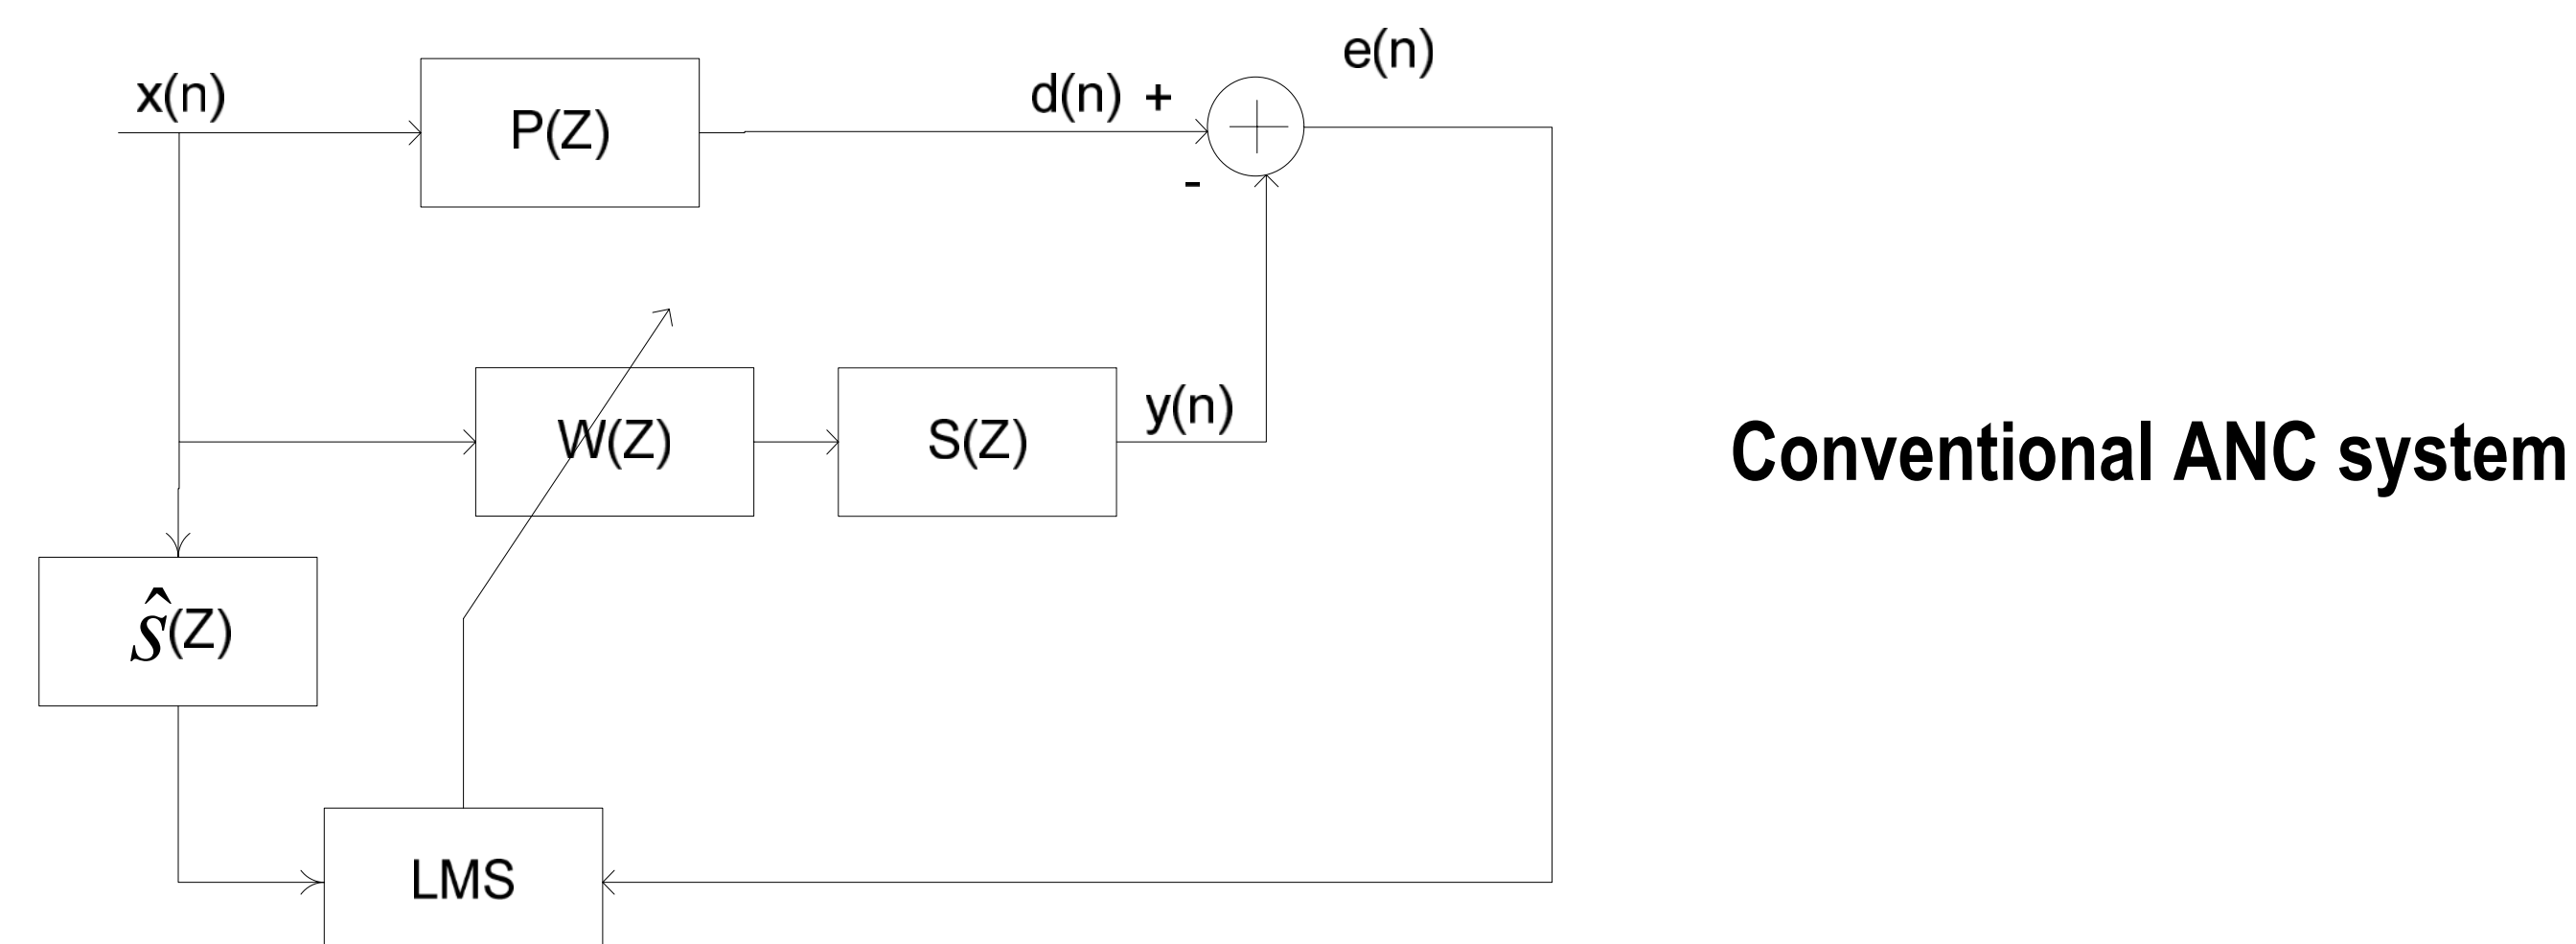 e(n)
x(n)
d(n) +
P(Z)
-
y(n)
W(Z)
S(Z)
Conventional ANC system
ŝ(Z)
LMS